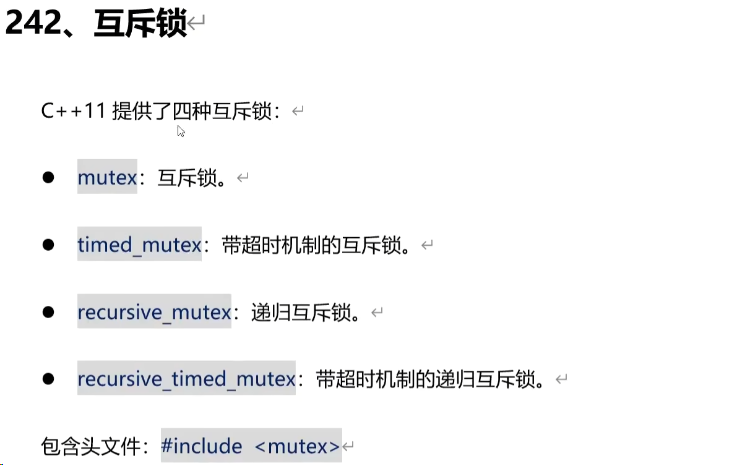 242、互斥锁
C++11 提供了四种互斥锁：
● mutex：互斥锁。
● timed_mutex：带超时机制的互斥锁。
● recursive_mutex：递归互斥锁。
● recursive_timed_mutex：带超时机制的递归互斥锁。
包含头文件：#include <mutex>